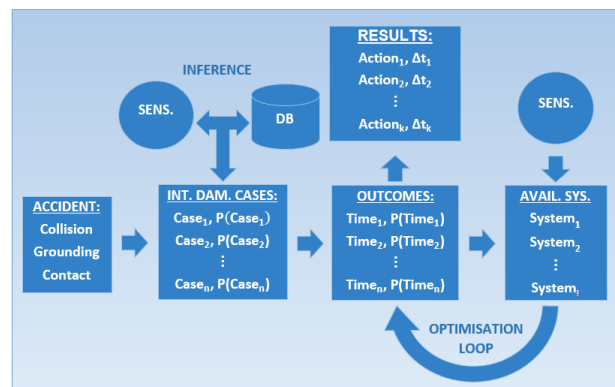 RESULTS:
Action₁, Δt₁
Action₂, Δt₂
⋮
Actionₖ, Δtₖ
INFERENCE
SENS.
DB
SENS.
ACCIDENT:
Collision
Grounding
Contact
INT. DAM. CASES:
Case₁, P(Case₁)
Case₂, P(Case₂)
⋮
Caseₙ, P(Caseₙ)
OUTCOMES:
Time₁, P(Time₁)
Time₂, P(Time₂)
⋮
Timeₙ, P(Timeₙ)
AVAIL. SYS.
System₁
System₂
⋮
Systemᵢ
OPTIMISATION
LOOP